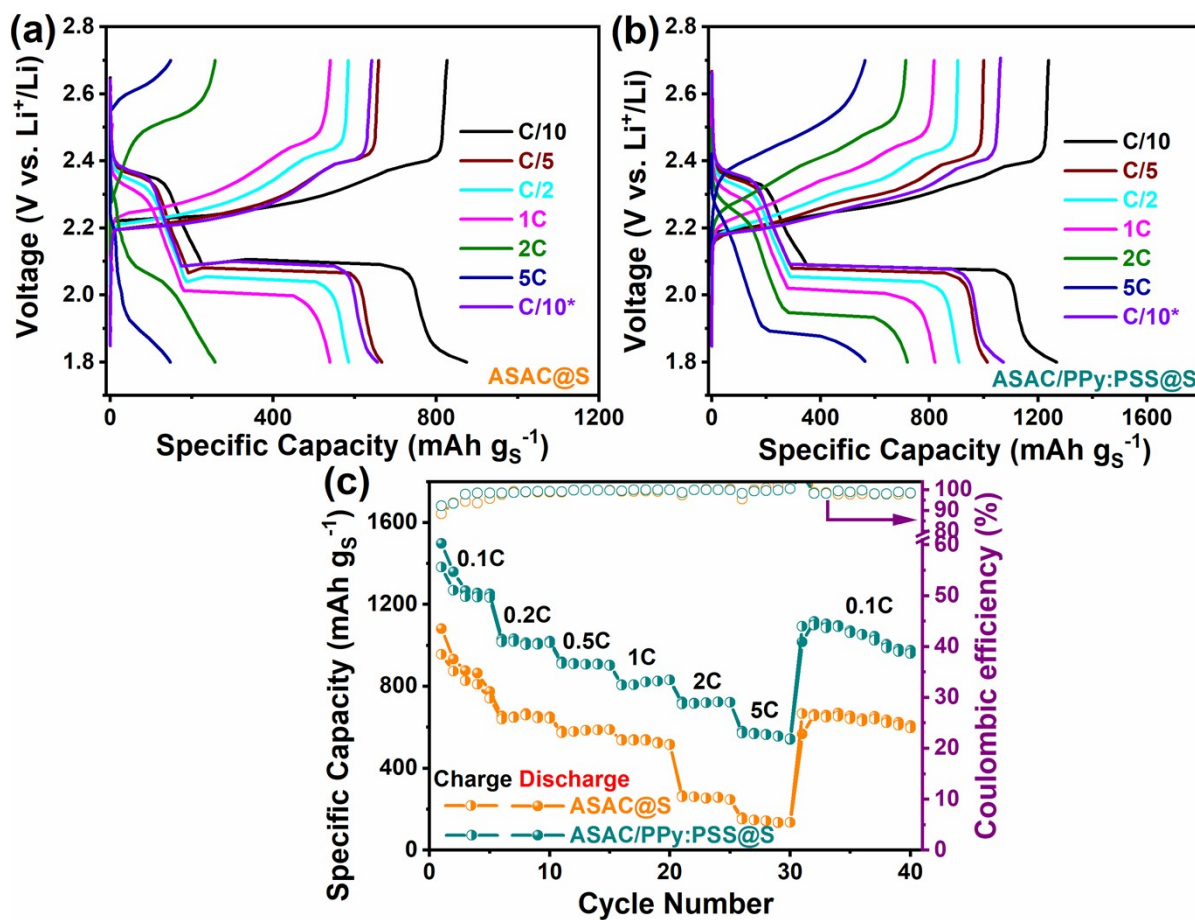 (a)
2.8
2.6
2.4
2.2
2.0
1.8
Voltage (V vs. Li⁺/Li)
C/10
C/5
C/2
1C
2C
5C
C/10*
ASAC@S
0 400 800 1200
Specific Capacity (mAh gS⁻¹)
(b)
2.8
2.6
2.4
2.2
2.0
1.8
Voltage (V vs. Li⁺/Li)
C/10
C/5
C/2
1C
2C
5C
C/10*
ASAC/PPy:PSS@S
0 400 800 1200 1600
Specific Capacity (mAh gS⁻¹)
(c)
1600
1200
800
400
0
Specific Capacity (mAh gS⁻¹)
0.1C
0.2C
0.5C
1C
2C
5C
0.1C
Charge Discharge
ASAC@S
ASAC/PPy:PSS@S
100
90
80
60
50
40
30
20
10
0
Coulombic efficiency (%)
0 10 20 30 40
Cycle Number